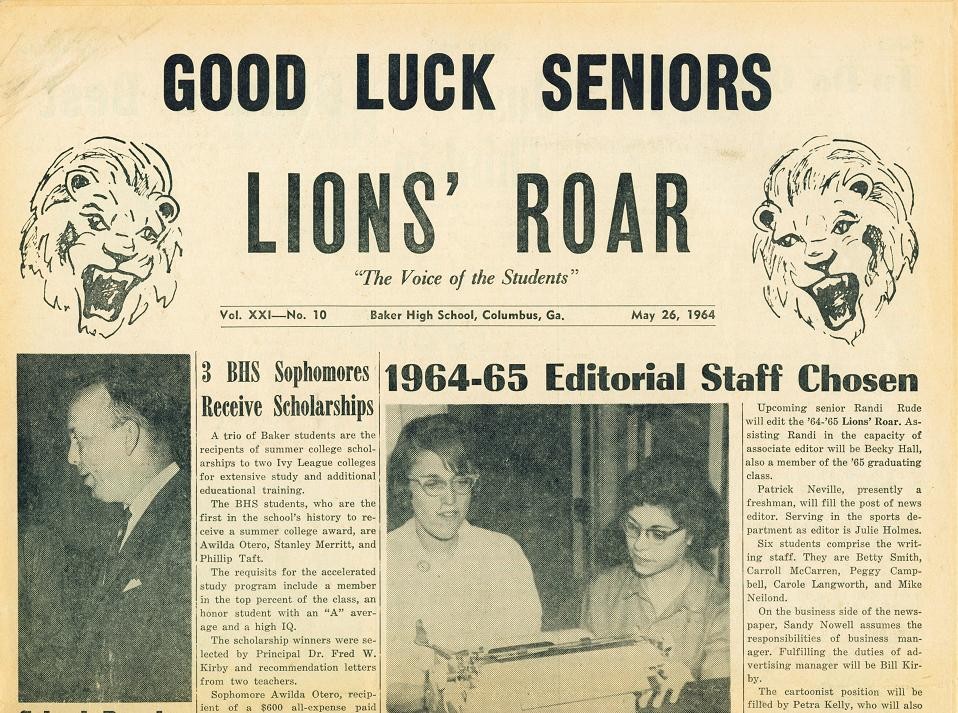 GOOD LUCK SENIORS
LIONS' ROAR
"The Voice of the Students"
Vol. XXI—No. 10 Baker High School, Columbus, Ga. May 26, 1964
3 BHS Sophomores
Receive Scholarships
A trio of Baker students are the
recipents of summer college schol-
arships to two Ivy League colleges
for extensive study and additional
educational training.
The BHS students, who are the
first in the school's history to re-
ceive a summer college award, are
Awilda Otero, Stanley Merritt, and
Phillip Taft.
The requisits for the accelerated
study program include a member
in the top percent of the class, an
honor student with an "A" aver-
age and a high IQ.
The scholarship winners were se-
lected by Principal Dr. Fred W.
Kirby and recommendation letters
from two teachers.
Sophomore Awilda Otero, recip-
ient of a $600 all-expense paid
1964-65 Editorial Staff Chosen
Upcoming senior Randi Rude
will edit the '64-'65 Lions' Roar. As-
sisting Randi in the capacity of
associate editor will be Becky Hall,
also a member of the '65 graduating
class.
Patrick Neville, presently a
freshman, will fill the post of news
editor. Serving in the sports de-
partment as editor is Julie Holmes.
Six students comprise the writ-
ing staff. They are Betty Smith,
Carroll McCarren, Peggy Camp-
bell, Carole Langworth, and Mike
Neilond.
On the business side of the news-
paper, Sandy Nowell assumes the
responsibilities of business man-
ager. Fulfilling the duties of ad-
vertising manager will be Bill Kir-
by.
The cartoonist position will be
filled by Petra Kelly, who will also